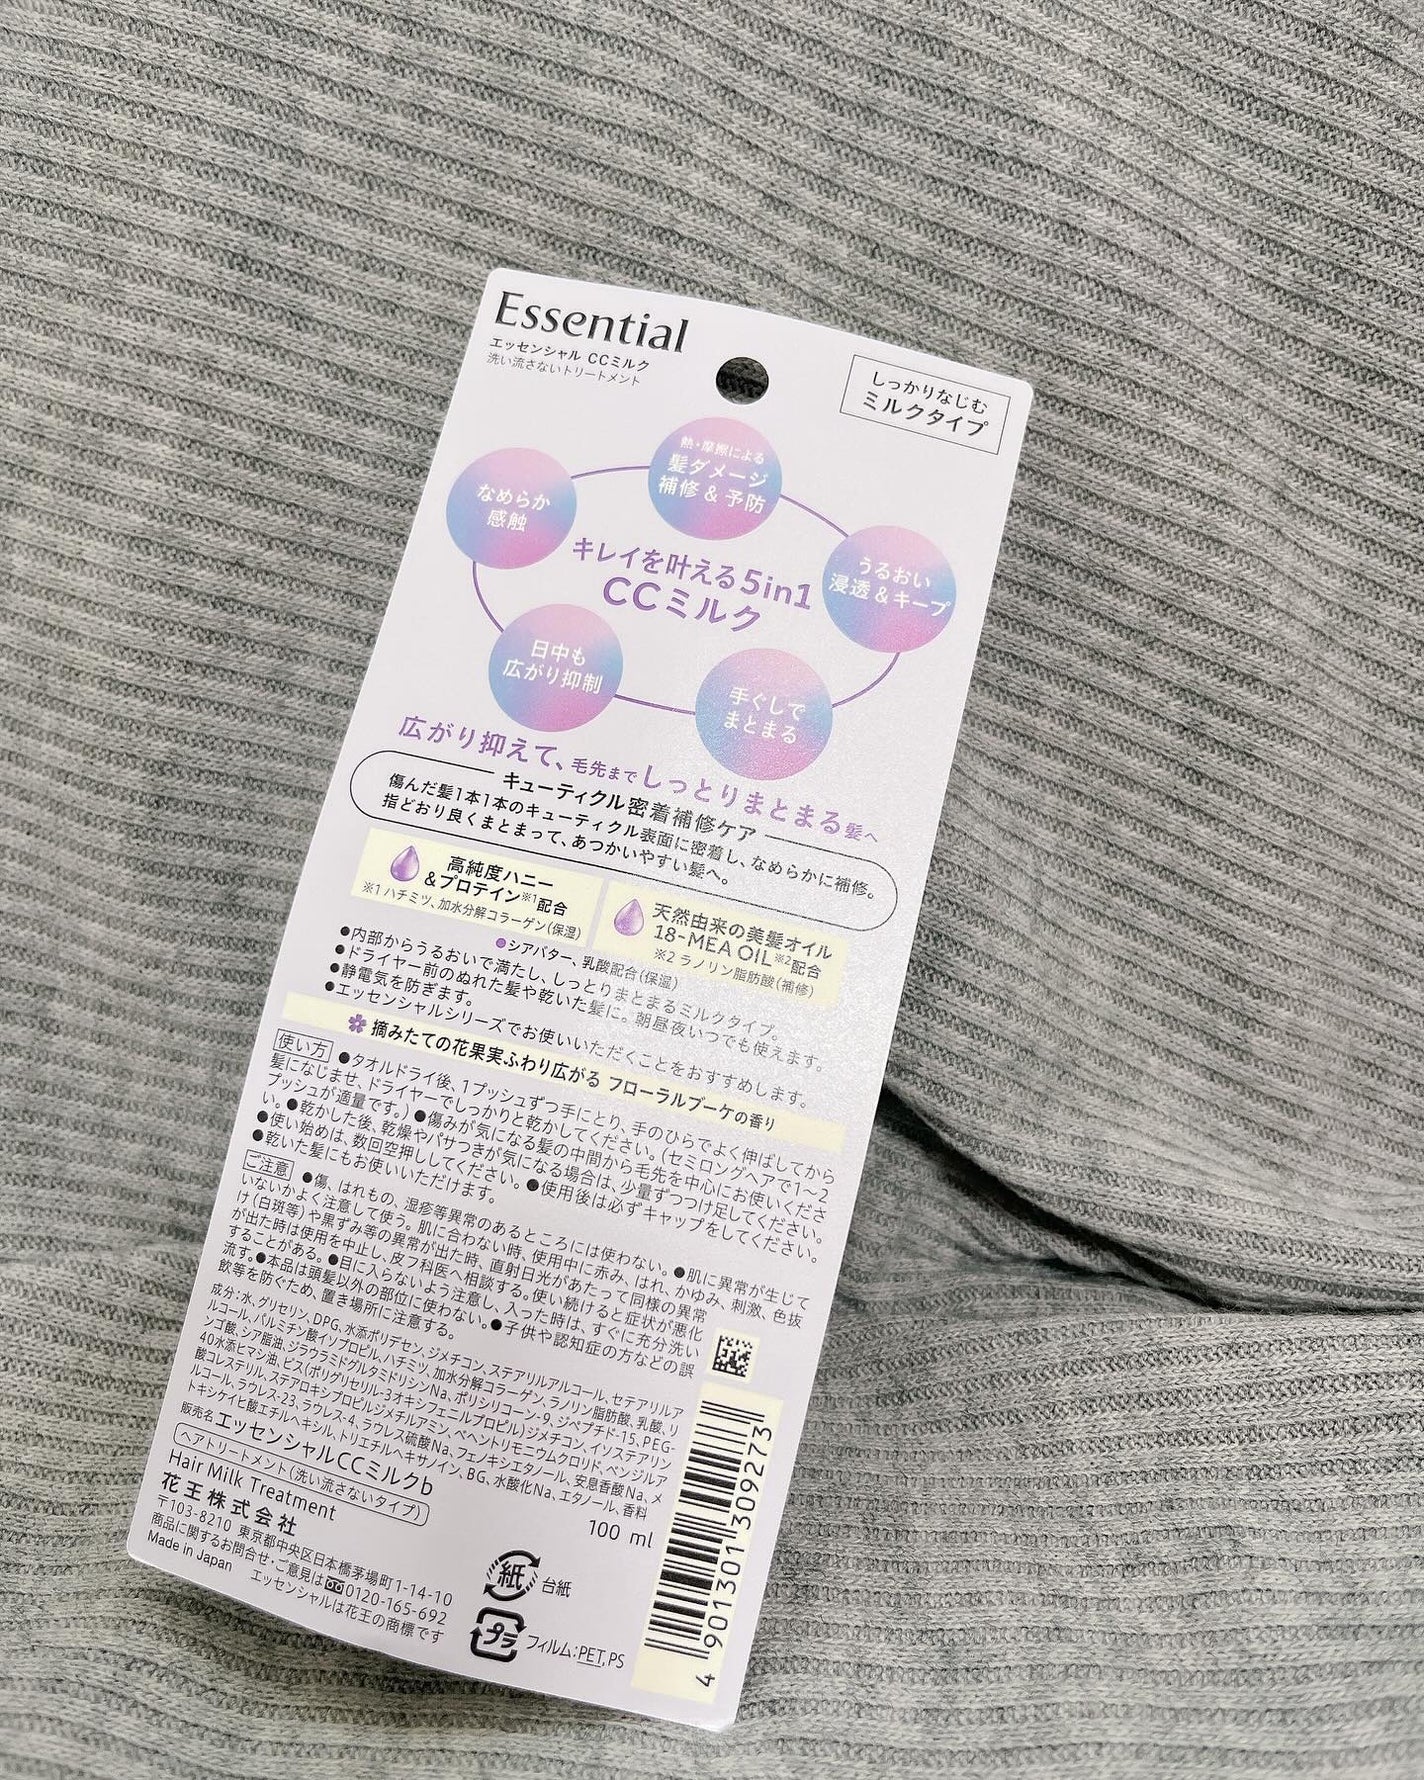 Essential
エッセンシャル CCミルク
洗い流さないトリートメント
しっかりなじむ
ミルクタイプ
熱・摩擦による
髪ダメージ
補修&予防
なめらか
感触
うるおい
浸透&キープ
キレイを叶える5in1
CCミルク
日中も
広がり抑制
手ぐしで
まとまる
広がり抑えて、毛先までしっとりまとまる髪へ
キューティクル密着補修ケア
傷んだ髪1本1本のキューティクル表面に密着し、なめらかに補修。
指どおり良くまとまって、あつかいやすい髪へ。
高純度ハニー
&プロテイン※1配合
※1 ハチミツ、加水分解コラーゲン(保湿)
天然由来の美髪オイル
18-MEA OIL※2配合
※2 ラノリン脂肪酸(補修)
●シアバター、乳酸配合(保湿)
●内部からうるおいで満たし、しっとりまとまるミルクタイプ。
●ドライヤー前のぬれた髪や乾いた髪に。朝昼夜いつでも使えます。
●静電気を防ぎます。
●エッセンシャルシリーズでお使いいただくことをおすすめします。
摘みたての花果実ふわり広がる フローラルブーケの香り
使い方 ●タオルドライ後、1プッシュずつ手にとり、手のひらでよく伸ばしてから
髪になじませ、ドライヤーでしっかりと乾かしてください。(セミロングヘアで1〜2
プッシュが適量です。)●傷みが気になる髪の中間から毛先を中心にお使いくださ
い。●乾かした後、乾燥やパサつきが気になる場合は、少量ずつつけ足してください。
●使い始めは、数回空押ししてください。●使用後は必ずキャップをしてください。
●乾いた髪にもお使いいただけます。
ご注意 ●傷、はれもの、湿疹等異常のあるところには使わない。●肌に異常が生じて
いないかよく注意して使う。肌に合わない時、使用中に赤み、はれ、かゆみ、刺激、色抜
け(白斑等)や黒ずみ等の異常が出た時、直射日光があたって同様の異常
が出た時は使用を中止し、皮フ科医へ相談する。使い続けると症状が悪化
することがある。●目に入らないよう注意し、入った時は、すぐに充分洗い
流す。●本品は頭髪以外の部位に使わない。●子供や認知症の方などの誤
飲等を防ぐため、置き場所に注意する。
成分:水、グリセリン、DPG、水添ポリデセン、ジメチコン、ステアリルアルコール、セテアリルア
ルコール、パルミチン酸イソプロピル、ハチミツ、加水分解コラーゲン、ラノリン脂肪酸、乳酸、リ
ンゴ酸、シア脂油、ジラウラミドグルタミドリシンNa、ポリシリコーン-9、ジペプチド-15、PEG-
40水添ヒマシ油、ビス(ポリグリセリル-3オキシフェニルプロピル)ジメチコン、イソステアリン
酸コレステリル、ステアロキシプロピルジメチルアミン、ベヘントリモニウムクロリド、ベンジルア
ルコール、ラウレス-23、ラウレス-4、ラウレス硫酸Na、フェノキシエタノール、安息香酸Na、メ
トキシケイヒ酸エチルヘキシル、トリエチルヘキサノイン、BG、水酸化Na、エタノール、香料
販売名 エッセンシャルCCミルクb
ヘアトリートメント(洗い流さないタイプ)
Hair Milk Treatment
100 ml
花王株式会社
〒103-8210 東京都中央区日本橋茅場町1-14-10
商品に関するお問合せ・ご意見は 0120-165-692
Made in Japan エッセンシャルは花王の商標です
紙 台紙
プラ フィルム:PET, PS
4 901301 309273